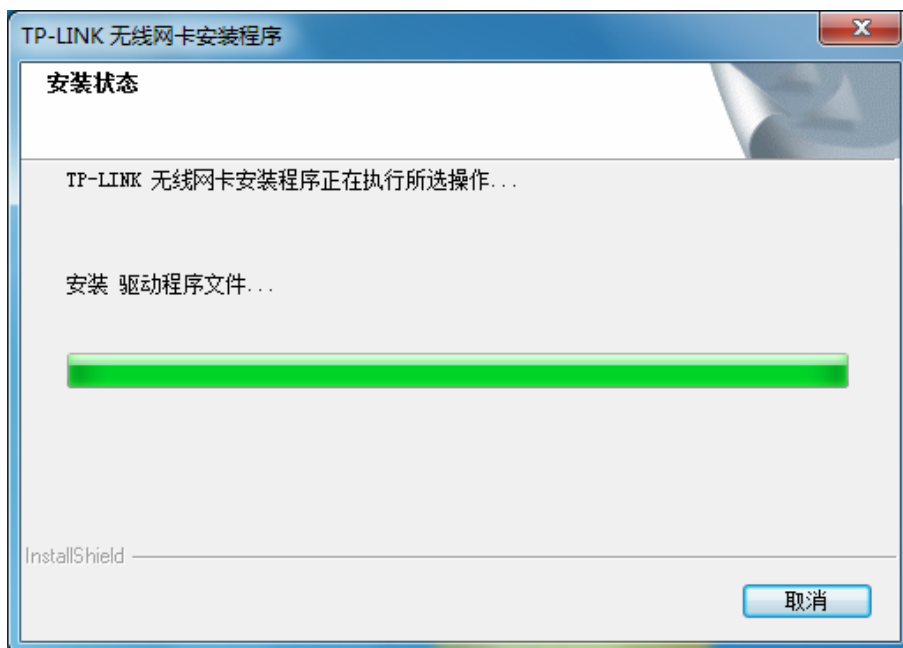 TP-LINK 无线网卡安装程序
安装状态
TP-LINK 无线网卡安装程序正在执行所选操作...
安装 驱动程序文件...
InstallShield
取消